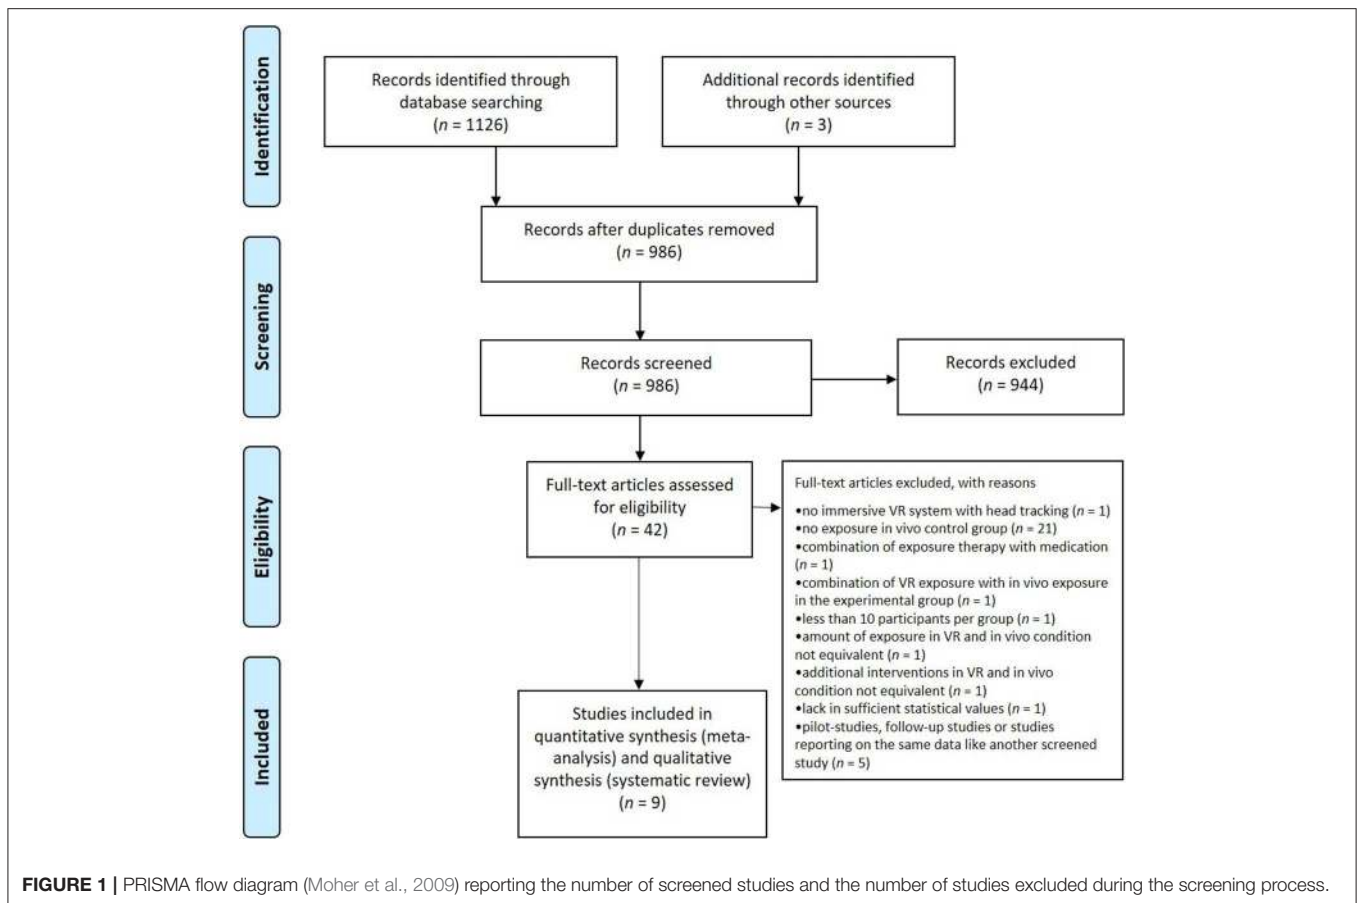 Identification
Records identified through
database searching
(n = 1126)
Additional records identified
through other sources
(n = 3)
Records after duplicates removed
(n = 986)
Screening
Records screened
(n = 986)
Records excluded
(n = 944)
Eligibility
Full-text articles assessed
for eligibility
(n = 42)
Full-text articles excluded, with reasons
•no immersive VR system with head tracking (n = 1)
•no exposure in vivo control group (n = 21)
•combination of exposure therapy with medication
(n = 1)
•combination of VR exposure with in vivo exposure
in the experimental group (n = 1)
•less than 10 participants per group (n = 1)
•amount of exposure in VR and in vivo condition
not equivalent (n = 1)
•additional interventions in VR and in vivo
condition not equivalent (n = 1)
•lack in sufficient statistical values (n = 1)
•pilot-studies, follow-up studies or studies
reporting on the same data like another screened
study (n = 5)
Included
Studies included in
quantitative synthesis (meta-
analysis) and qualitative
synthesis (systematic review)
(n = 9)
FIGURE 1 | PRISMA flow diagram (Moher et al., 2009) reporting the number of screened studies and the number of studies excluded during the screening process.